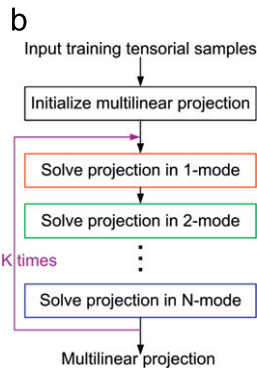 b
Input training tensorial samples
Initialize multilinear projection
Solve projection in 1-mode
Solve projection in 2-mode
K times
Solve projection in N-mode
Multilinear projection